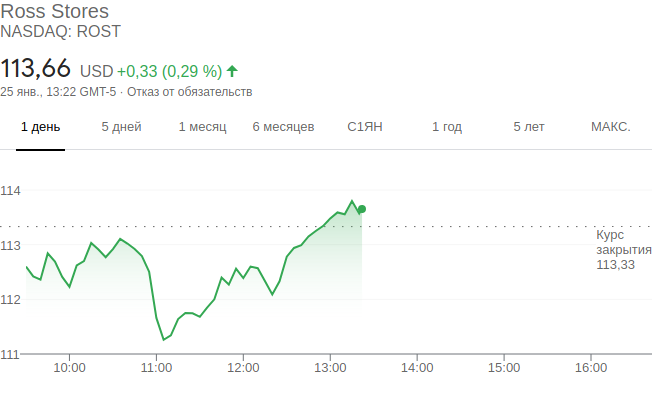 Ross Stores
NASDAQ: ROST
113,66 USD +0,33 (0,29 %)
25 янв., 13:22 GMT-5 · Отказ от обязательств
1 день 5 дней 1 месяц 6 месяцев С1ЯН 1 год 5 лет МАКС.
114
113
112
111
Курс
закрытия
113,33
10:00 11:00 12:00 13:00 14:00 15:00 16:00